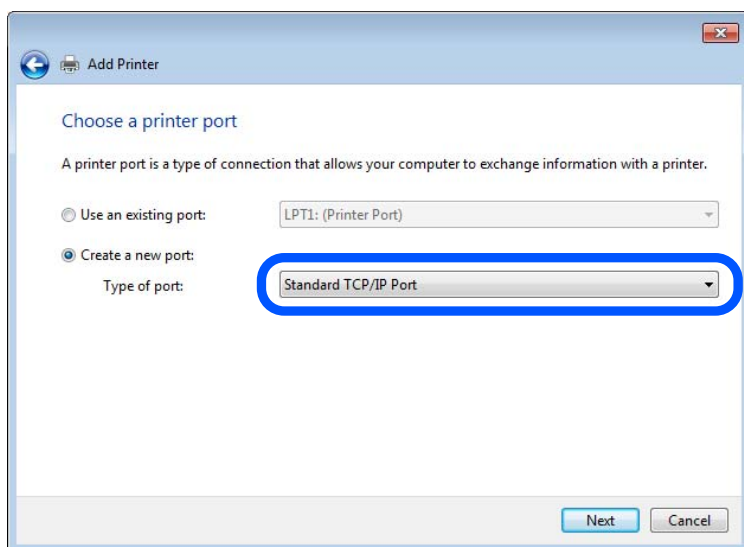 Add Printer
Choose a printer port
A printer port is a type of connection that allows your computer to exchange information with a printer.
Use an existing port: LPT1: (Printer Port)
Create a new port:
Type of port: Standard TCP/IP Port
Next Cancel